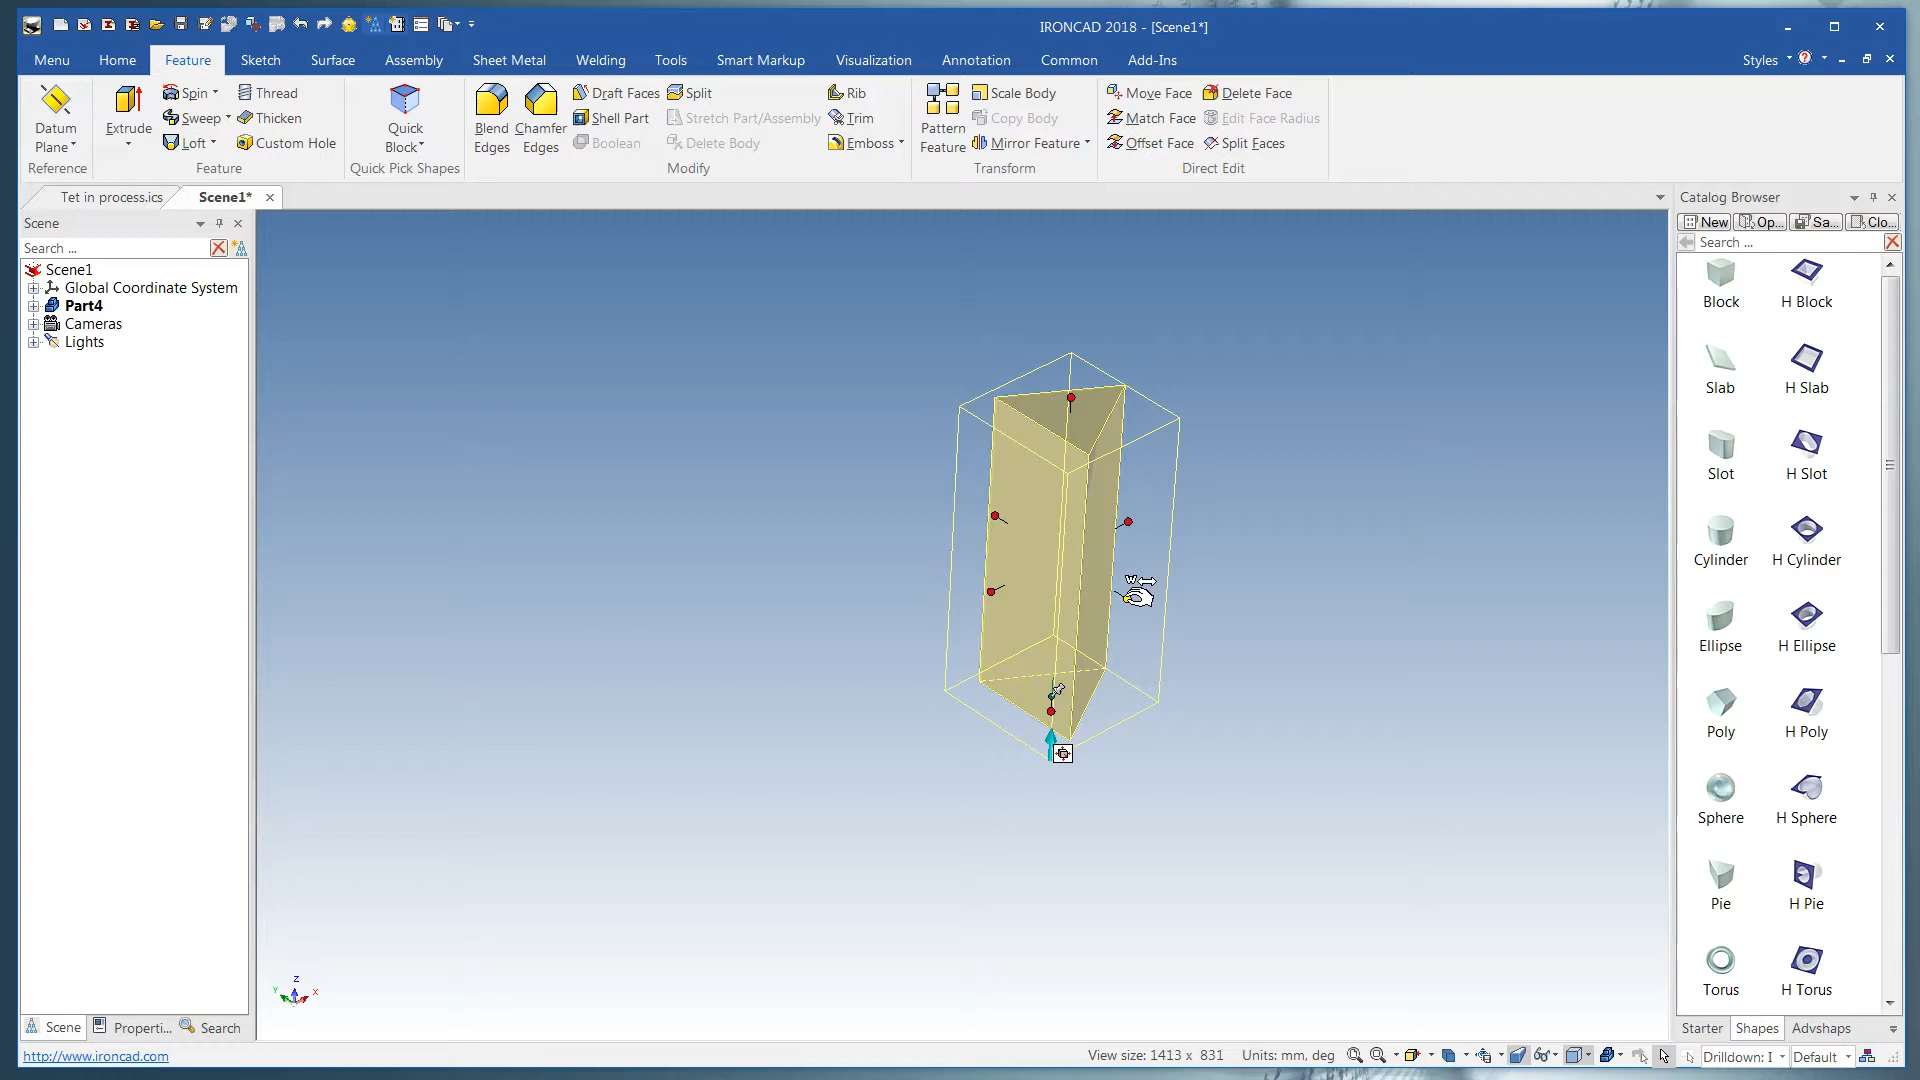 IRONCAD 2018 - [Scene1*]
Menu Home Feature Sketch Surface Assembly Sheet Metal Welding Tools Smart Markup Visualization Annotation Common Add-Ins Styles
Datum Plane
Reference
Extrude
Spin
Sweep
Loft
Thread
Thicken
Custom Hole
Feature
Quick Block
Quick Pick Shapes
Blend Edges
Chamfer Edges
Draft Faces
Shell Part
Boolean
Split
Stretch Part/Assembly
Delete Body
Rib
Trim
Emboss
Modify
Pattern Feature
Scale Body
Copy Body
Mirror Feature
Transform
Move Face
Match Face
Offset Face
Delete Face
Edit Face Radius
Split Faces
Direct Edit
Tet in process.ics Scene1*
Scene
Search ...
Scene1
Global Coordinate System
Part4
Cameras
Lights
W
Z
Y X
Catalog Browser
New Op... Sa... Clo...
Search ...
Block H Block
Slab H Slab
Slot H Slot
Cylinder H Cylinder
Ellipse H Ellipse
Poly H Poly
Sphere H Sphere
Pie H Pie
Torus H Torus
Starter Shapes Advshaps
Scene Properti... Search
http://www.ironcad.com
View size: 1413 x 831 Units: mm, deg
Drilldown: I Default